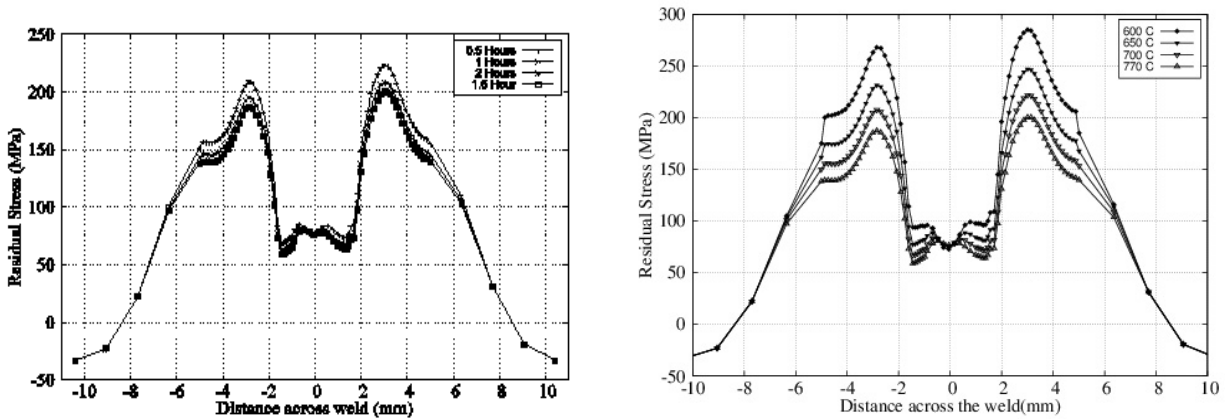 250
200
150
100
50
0
-50
-10 -8 -6 -4 -2 0 2 4 6 8 10
Residual Stress (MPa)
Distance across weld (mm)
0.5 Hours
1 Hours
2 Hours
1.5 Hour
300
250
200
150
100
50
0
-50
-10 -8 -6 -4 -2 0 2 4 6 8 10
Residual Stress (MPa)
Distance across the weld(mm)
600 C
650 C
700 C
770 C